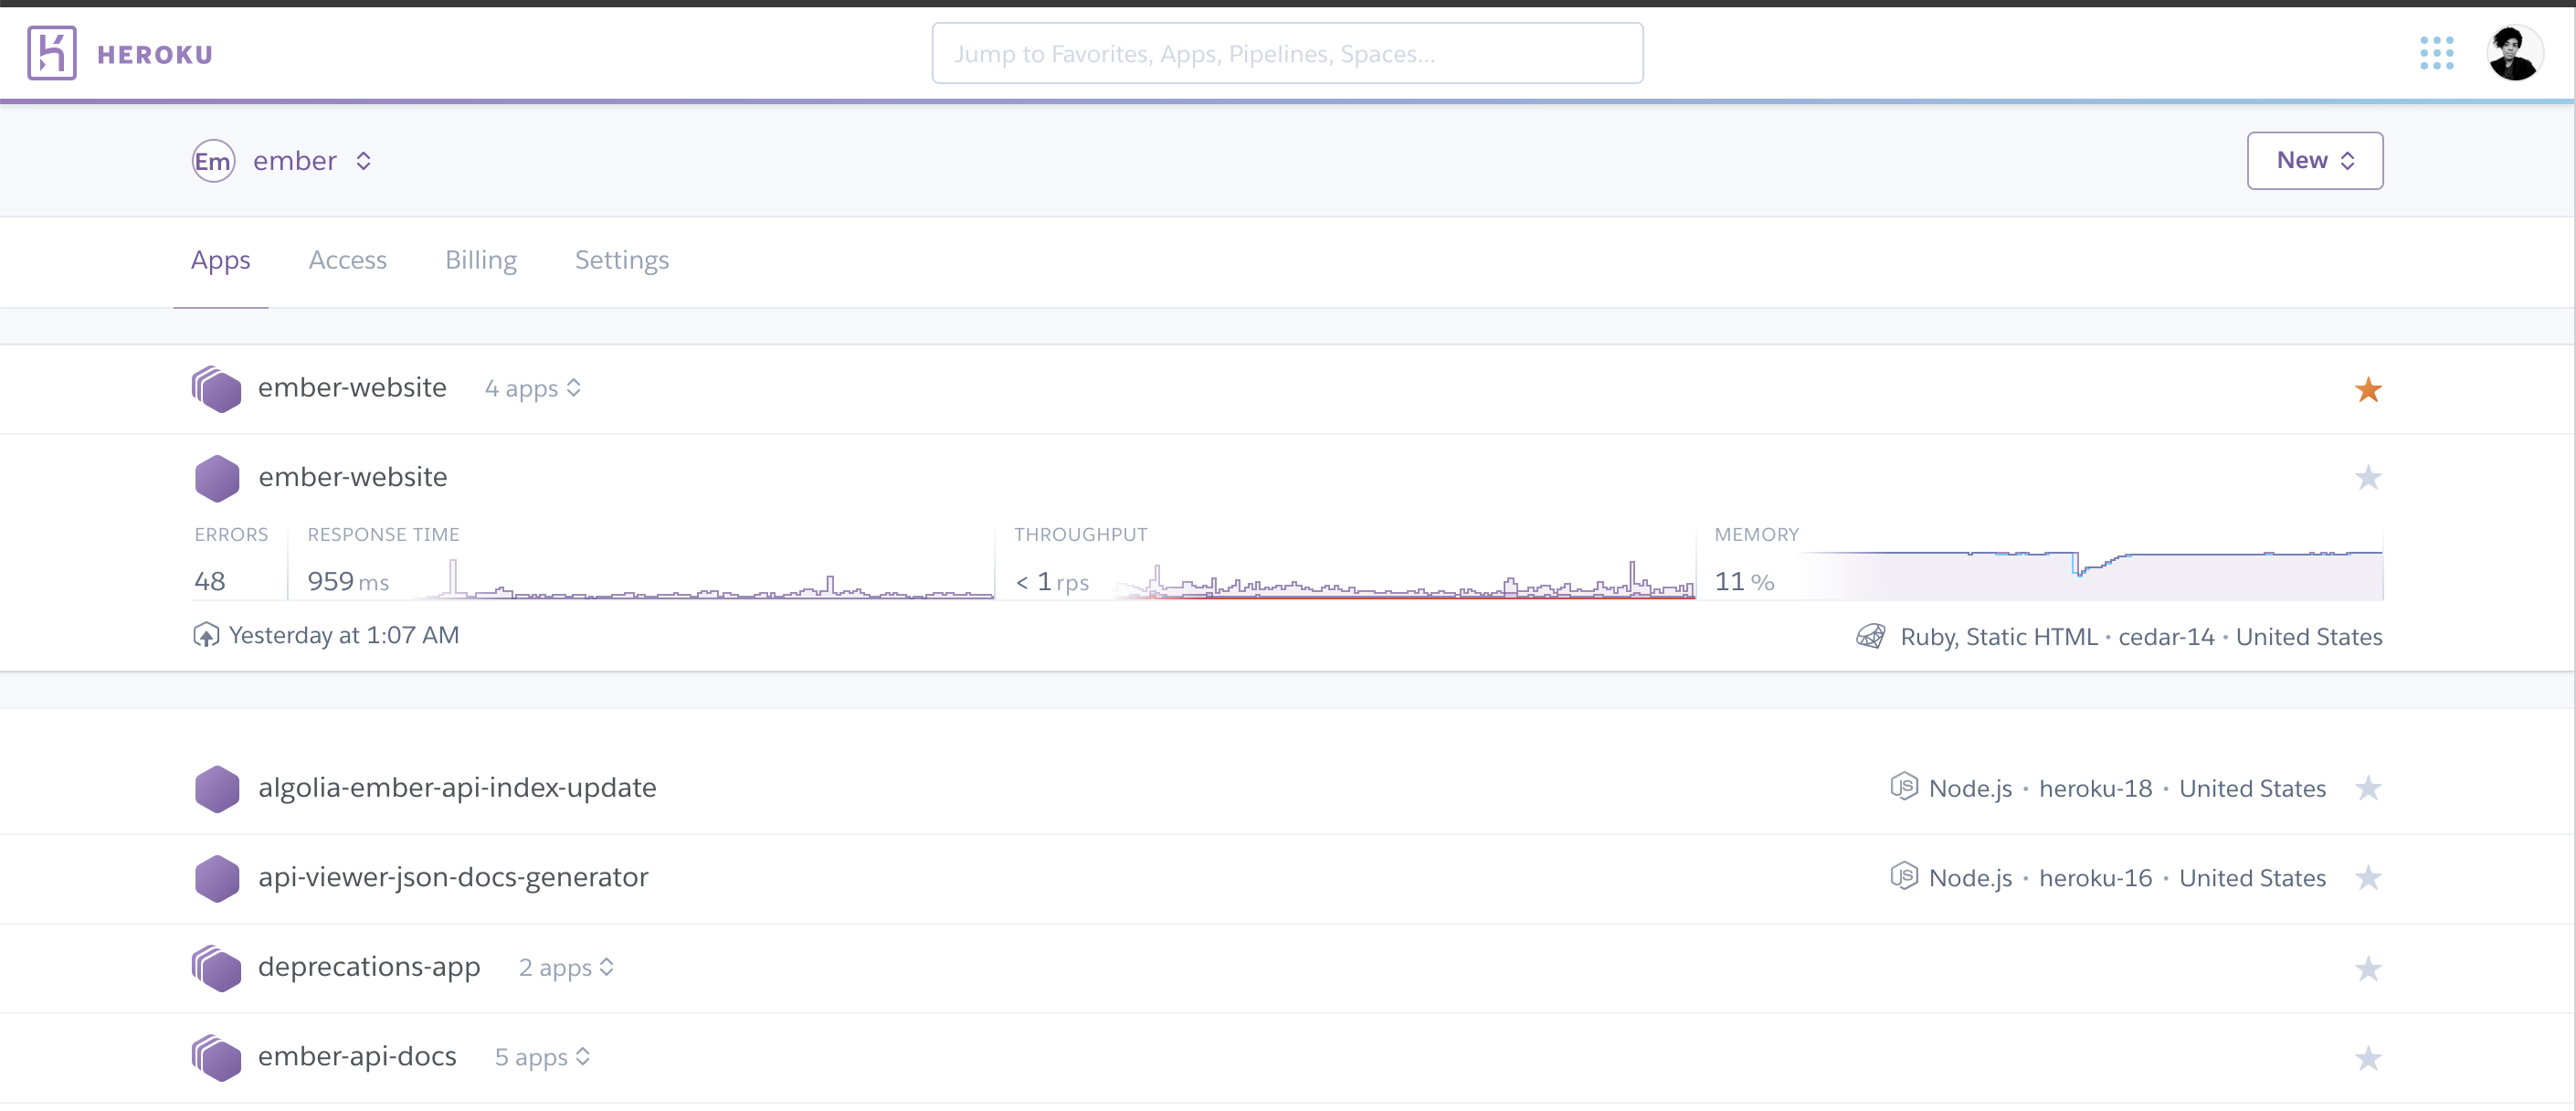 HEROKU
Jump to Favorites, Apps, Pipelines, Spaces...
Em ember
New
Apps Access Billing Settings
ember-website 4 apps
ember-website
ERRORS RESPONSE TIME THROUGHPUT MEMORY
48 959 ms < 1 rps 11 %
Yesterday at 1:07 AM Ruby, Static HTML • cedar-14 • United States
algolia-ember-api-index-update JS Node.js • heroku-18 • United States
api-viewer-json-docs-generator JS Node.js • heroku-16 • United States
deprecations-app 2 apps
ember-api-docs 5 apps